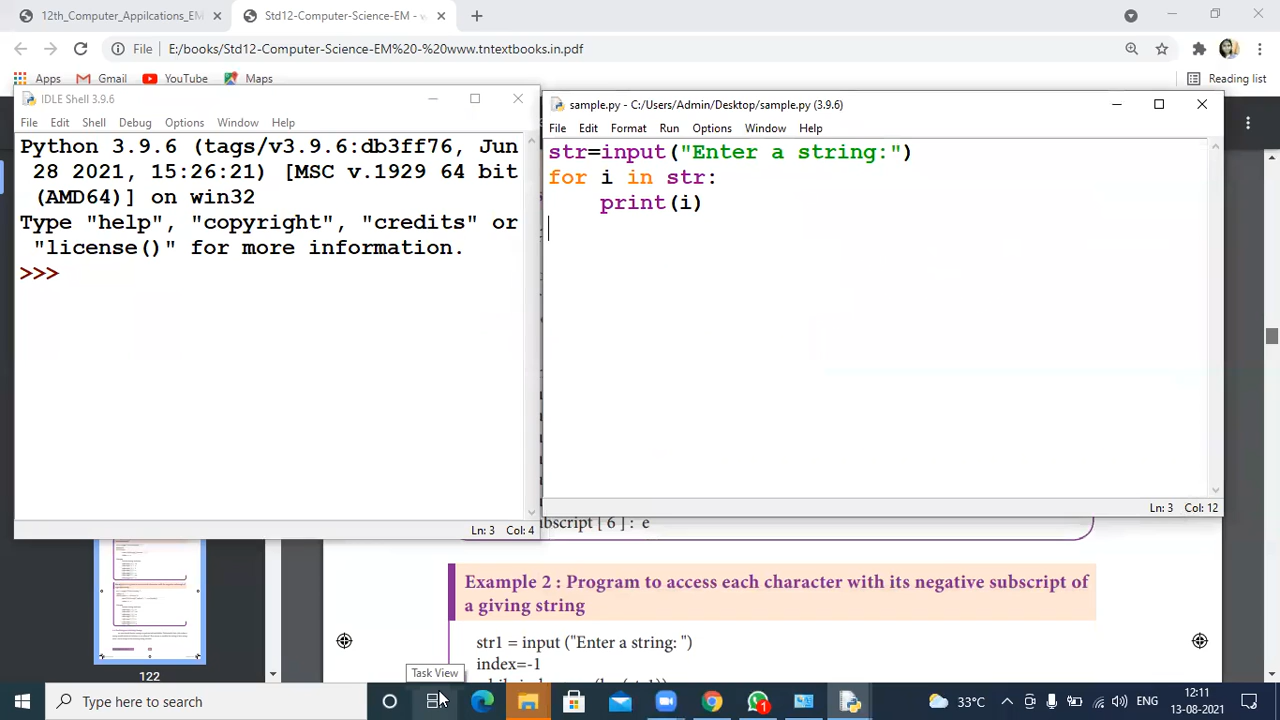 12th_Computer_Appilcations_EM
Std12-Computer-Science-EM - w
File
E:/books/Std12-Computer-Science-EM%20-%20www.tntextbooks.in.pdf
Apps
Gmail
YouTube
Maps
Reading list
IDLE Shell 3.9.6
File Edit Shell Debug Options Window Help
Python 3.9.6 (tags/v3.9.6:db3ff76, Jun
28 2021, 15:26:21) [MSC v.1929 64 bit
(AMD64)] on win32
Type "help", "copyright", "credits" or
"license()" for more information.
>>>
Ln: 3 Col: 4
sample.py - C:/Users/Admin/Desktop/sample.py (3.9.6)
File Edit Format Run Options Window Help
str=input("Enter a string:")
for i in str:
print(i)
Ln: 3 Col: 12
ubscript [ 6 ] : e
Example 2 : Program to access each character with its negative subscript of
a giving string
str1 = input ("Enter a string: ")
index=-1
122
Task View
Type here to search
1
33°C
ENG
12:11
13-08-2021